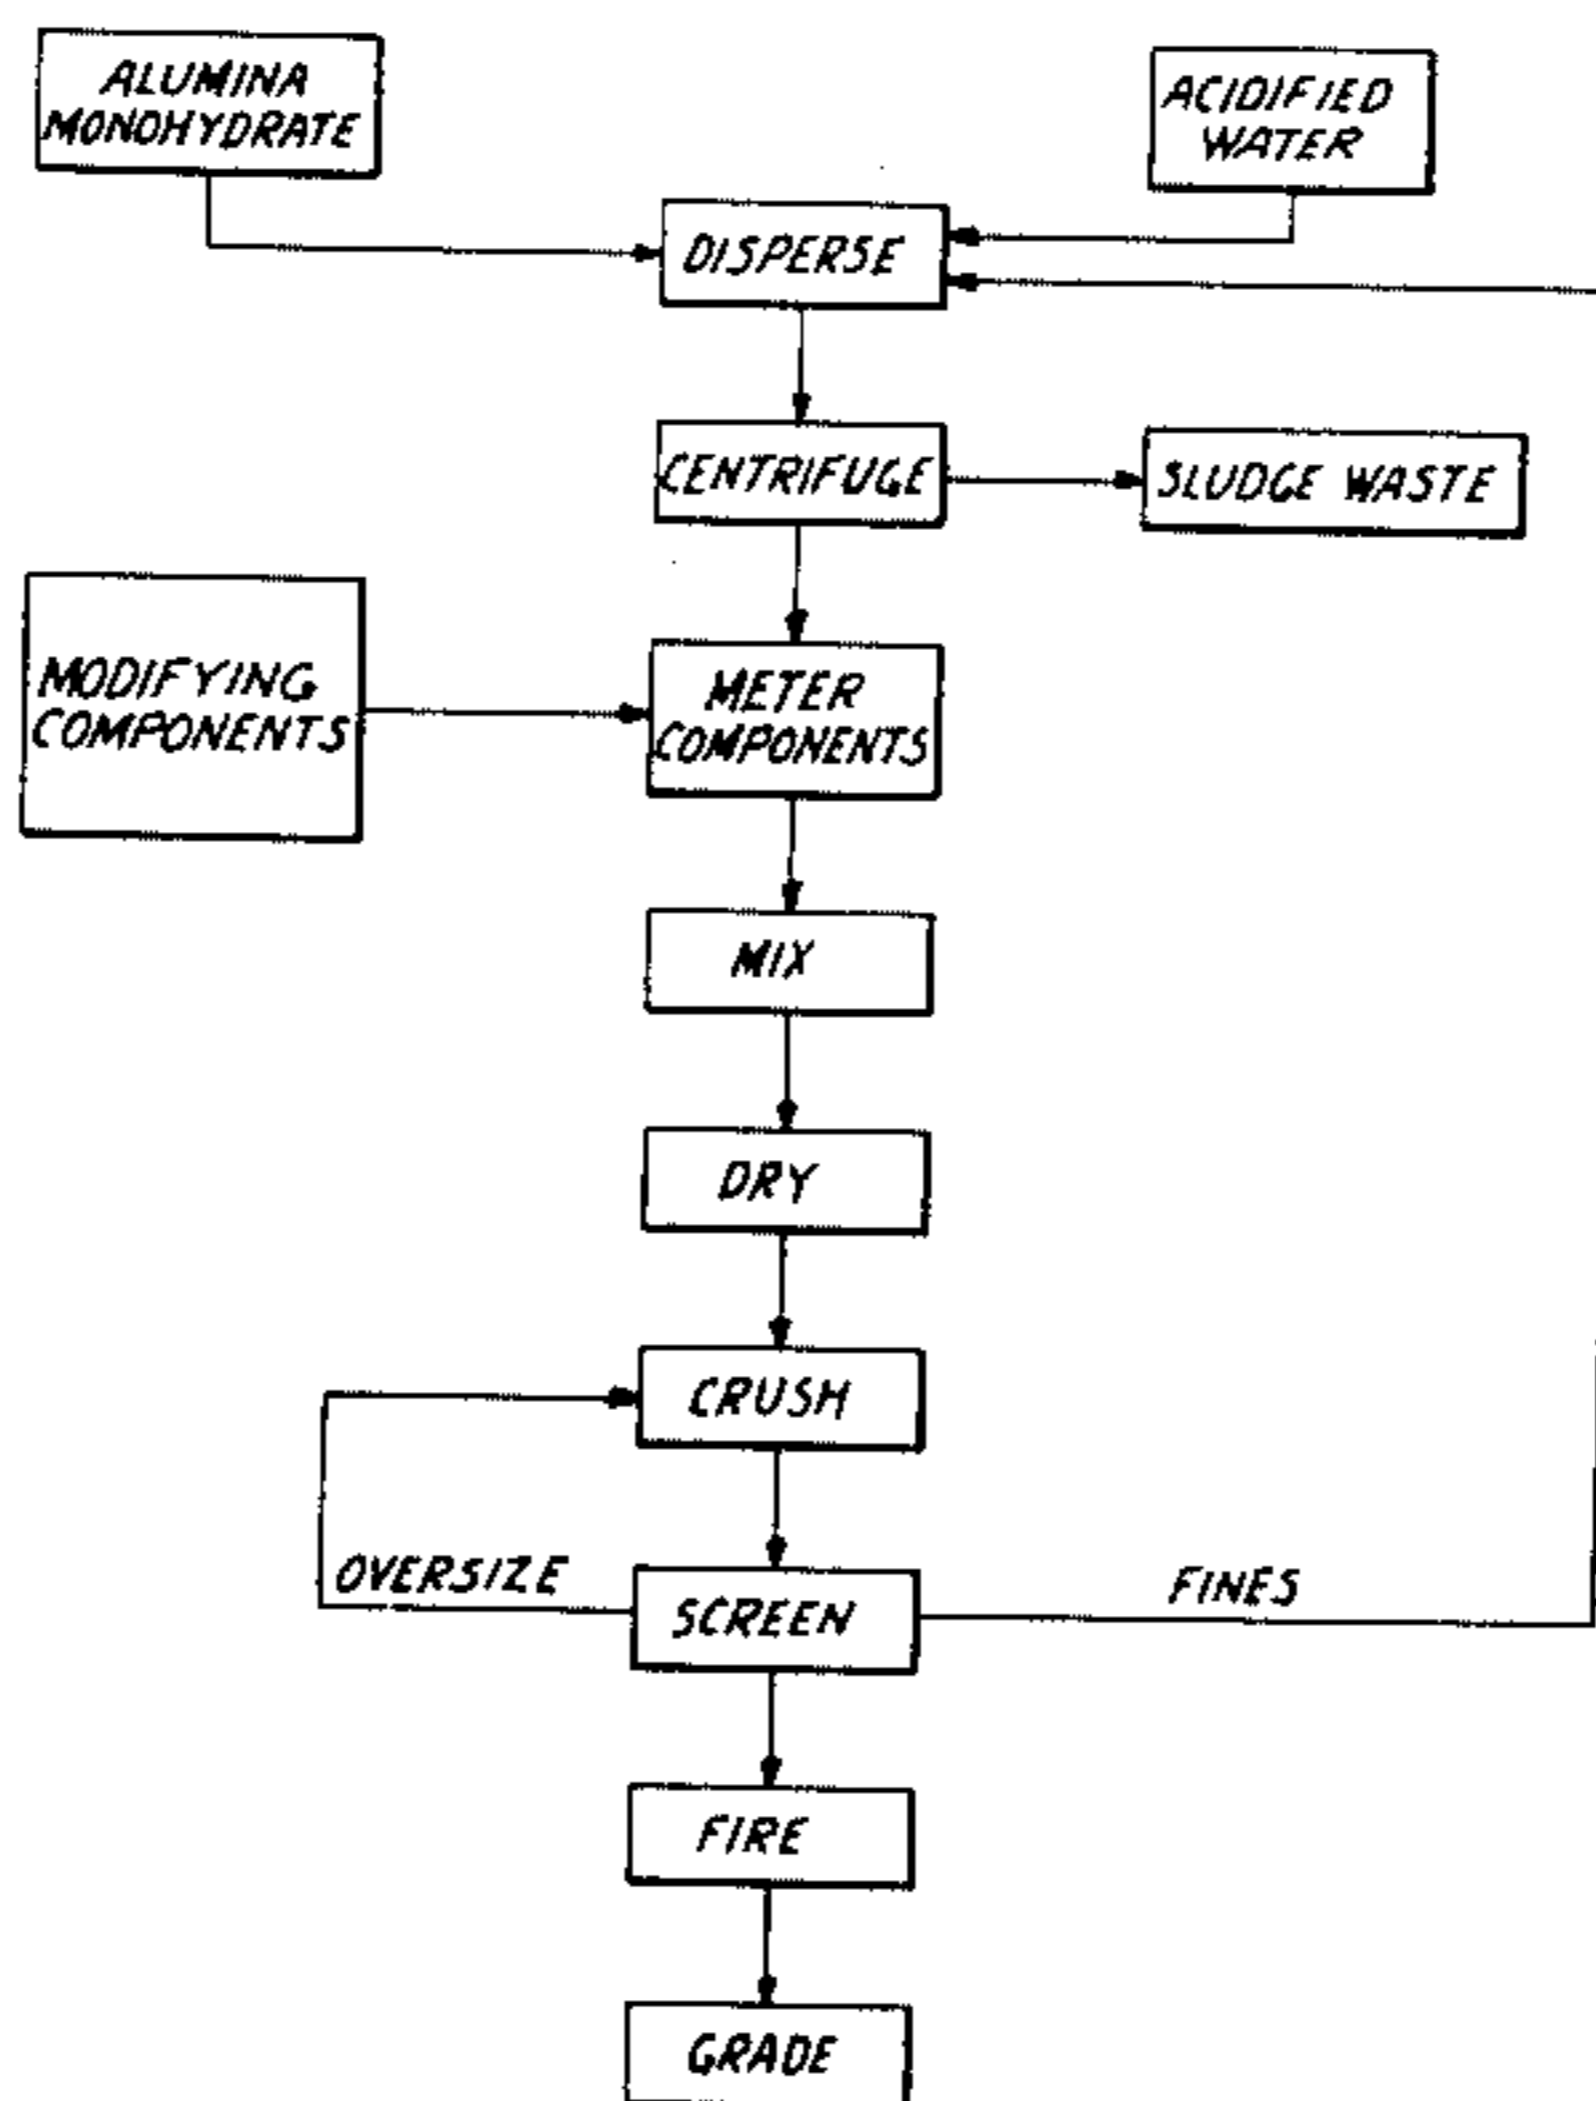 ALUMINA
MONOHYDRATE
ACIDIFIED
WATER
DISPERSE
CENTRIFUGE
SLUDGE WASTE
MODIFYING
COMPONENTS
METER
COMPONENTS
MIX
DRY
CRUSH
OVERSIZE
SCREEN
FINES
FIRE
GRADE